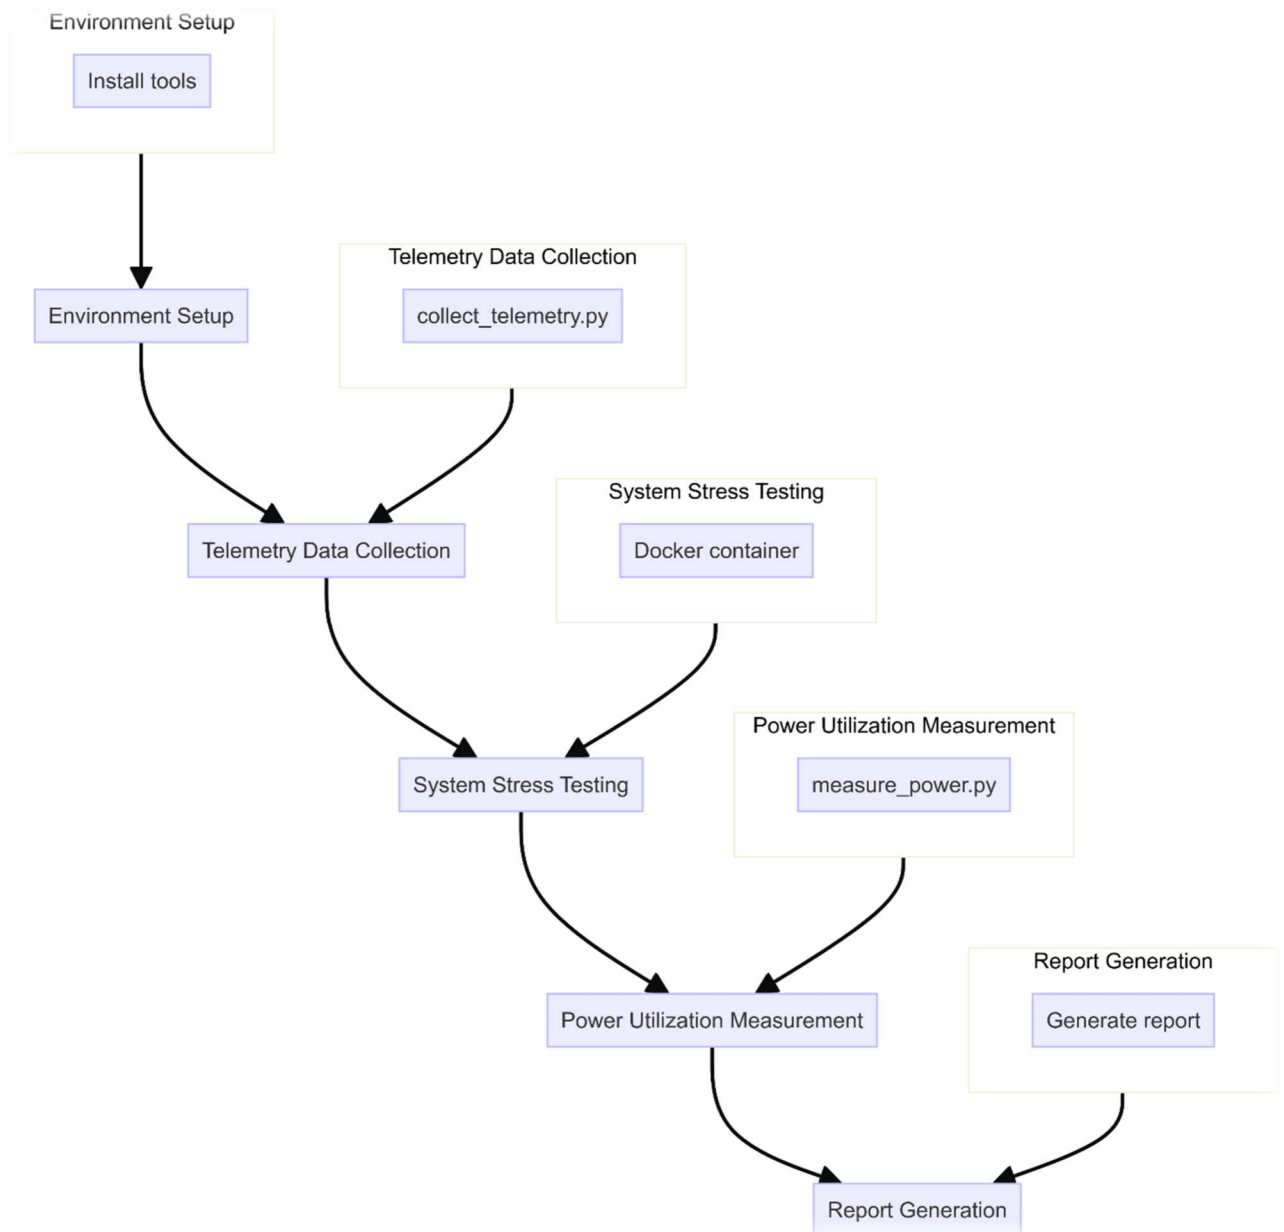 Environment Setup
Install tools
Environment Setup
Telemetry Data Collection
collect_telemetry.py
Telemetry Data Collection
System Stress Testing
Docker container
System Stress Testing
Power Utilization Measurement
measure_power.py
Power Utilization Measurement
Report Generation
Generate report
Report Generation